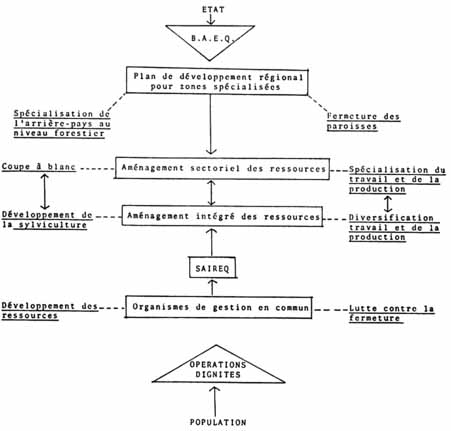 ETAT
B.A.E.Q.
Plan de développement régional
pour zones spécialisées
Spécialisation de
l'arrière-pays au
niveau forestier
Fermeture des
paroisses
Coupe à blanc
Aménagement sectoriel des ressources
Spécialisation du
travail et de la
production
Développement de
la sylviculture
Aménagement intégré des ressources
Diversification
travail et de la
production
SAIREQ
Développement des
ressources
Organismes de gestion en commun
Lutte contre la
fermeture
OPERATIONS
DIGNITES
POPULATION